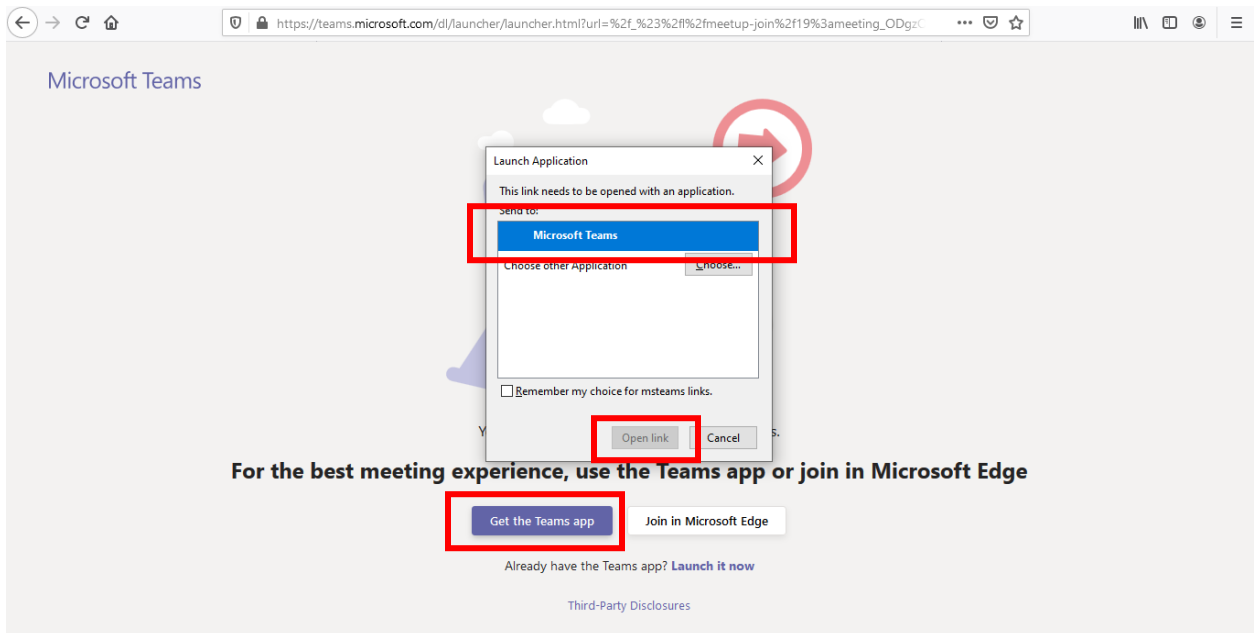 https://teams.microsoft.com/dl/launcher/launcher.html?url=%2f_%23%2fl%2fmeetup-join%2f19%3ameeting_ODgzC
Microsoft Teams
Launch Application
This link needs to be opened with an application.
Send to:
Microsoft Teams
Choose other Application
Choose...
Remember my choice for msteams links.
Open link
Cancel
s.
For the best meeting experience, use the Teams app or join in Microsoft Edge
Get the Teams app
Join in Microsoft Edge
Already have the Teams app? Launch it now
Third-Party Disclosures